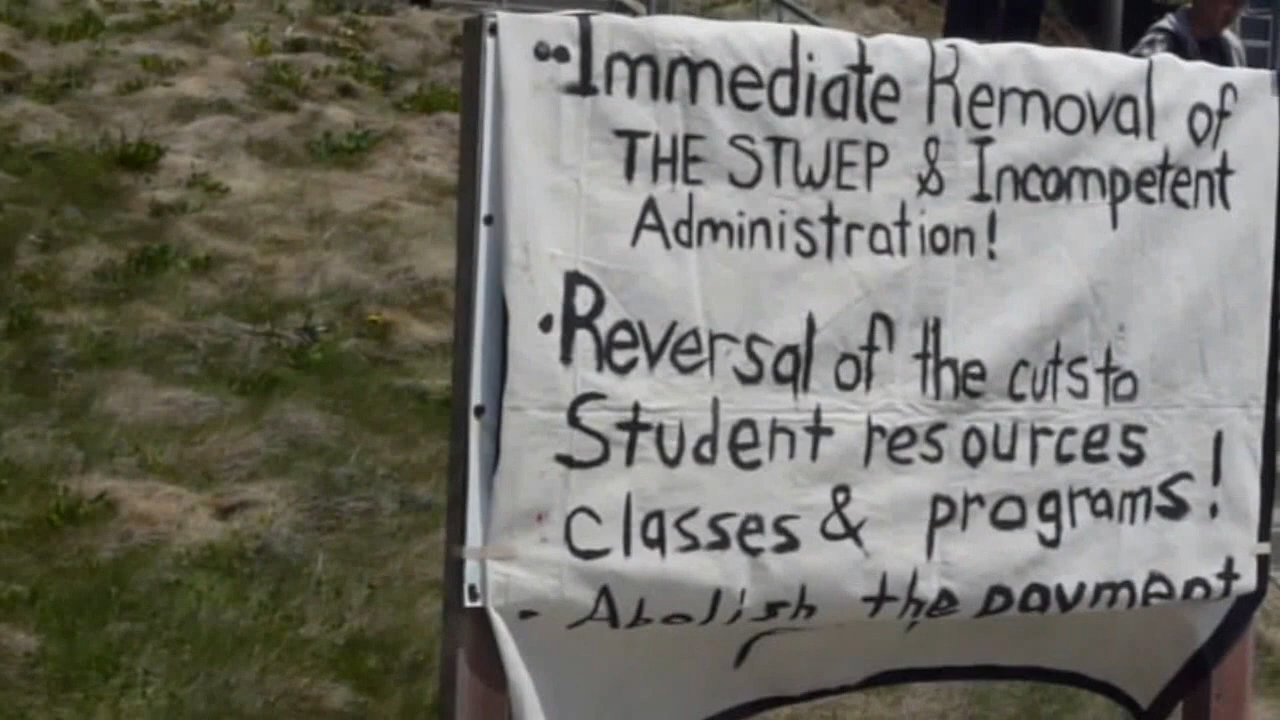 ••Immediate Removal of
THE STWEP & Incompetent
Administration!
•Reversal of the cuts to
Student resources
classes & programs!
- Abolish the payment